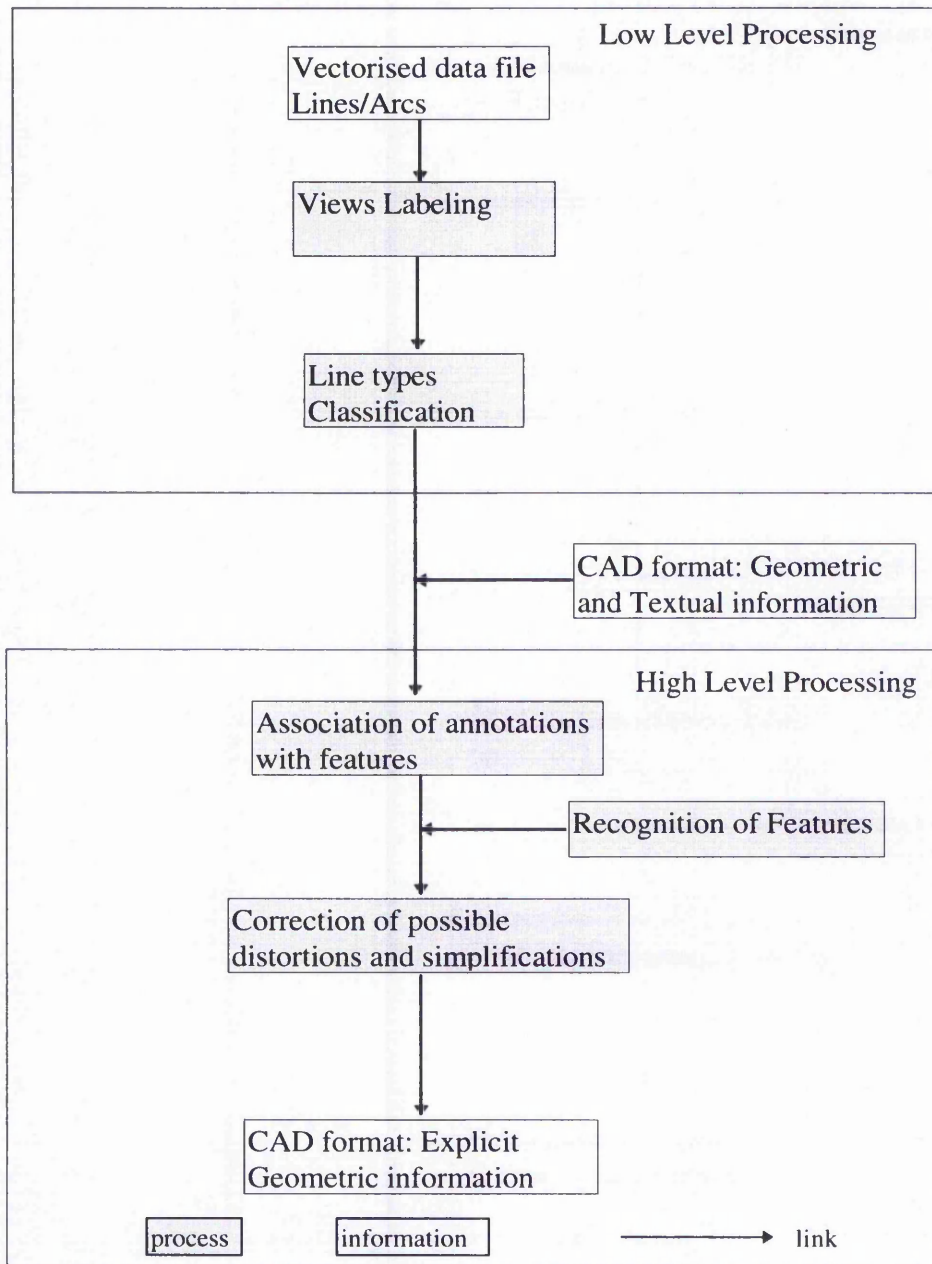 Low Level Processing
Vectorised data file
Lines/Arcs
Views Labeling
Line types
Classification
CAD format: Geometric
and Textual information
High Level Processing
Association of annotations
with features
Recognition of Features
Correction of possible
distortions and simplifications
CAD format: Explicit
Geometric information
process
information
link